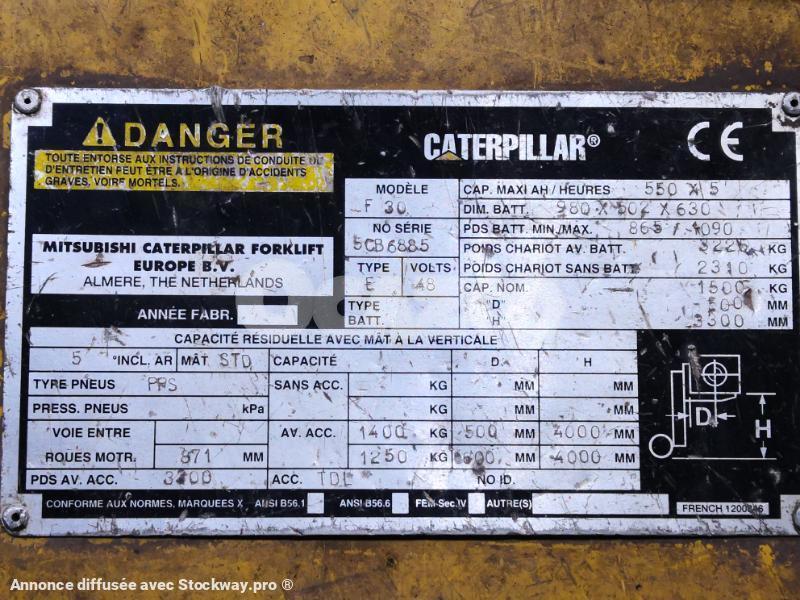 DANGER
TOUTE ENTORSE AUX INSTRUCTIONS DE CONDUITE OU
D'ENTRETIEN PEUT ÊTRE À L'ORIGINE D'ACCIDENTS
GRAVES, VOIRE MORTELS.
CATERPILLAR®
CE
MITSUBISHI CATERPILLAR FORKLIFT
EUROPE B.V.
ALMERE, THE NETHERLANDS
ANNÉE FABR.
MODÈLE
F 30
NO SÉRIE
5CB6885
TYPE VOLTS
E 48
TYPE
BATT.
CAP. MAXI AH / HEURES 550 X 5
DIM. BATT. 980 X 502 X 630
PDS BATT. MIN./MAX. 865 / 1090
POIDS CHARIOT AV. BATT. KG
POIDS CHARIOT SANS BATT. 2310 KG
CAP. NOM. 1500 KG
"D" 500 MM
"H" 3300 MM
CAPACITÉ RÉSIDUELLE AVEC MÂT À LA VERTICALE
5 °INCL. AR MÂT STD CAPACITÉ D. H
TYPE PNEUS PPS SANS ACC. KG MM MM
PRESS. PNEUS kPa KG MM MM
VOIE ENTRE AV. ACC. 1400 KG 500 MM 4000 MM
ROUES MOTR. 871 MM 1250 KG 600 MM 4000 MM
PDS AV. ACC. 3200 ACC. TDL NO ID.
D H
CONFORME AUX NORMES, MARQUEES X ANSI B56.1 ANSI B56.6 FEM-Sec.IV AUTRE(S)
FRENCH
Annonce diffusée avec Stockway.pro ®